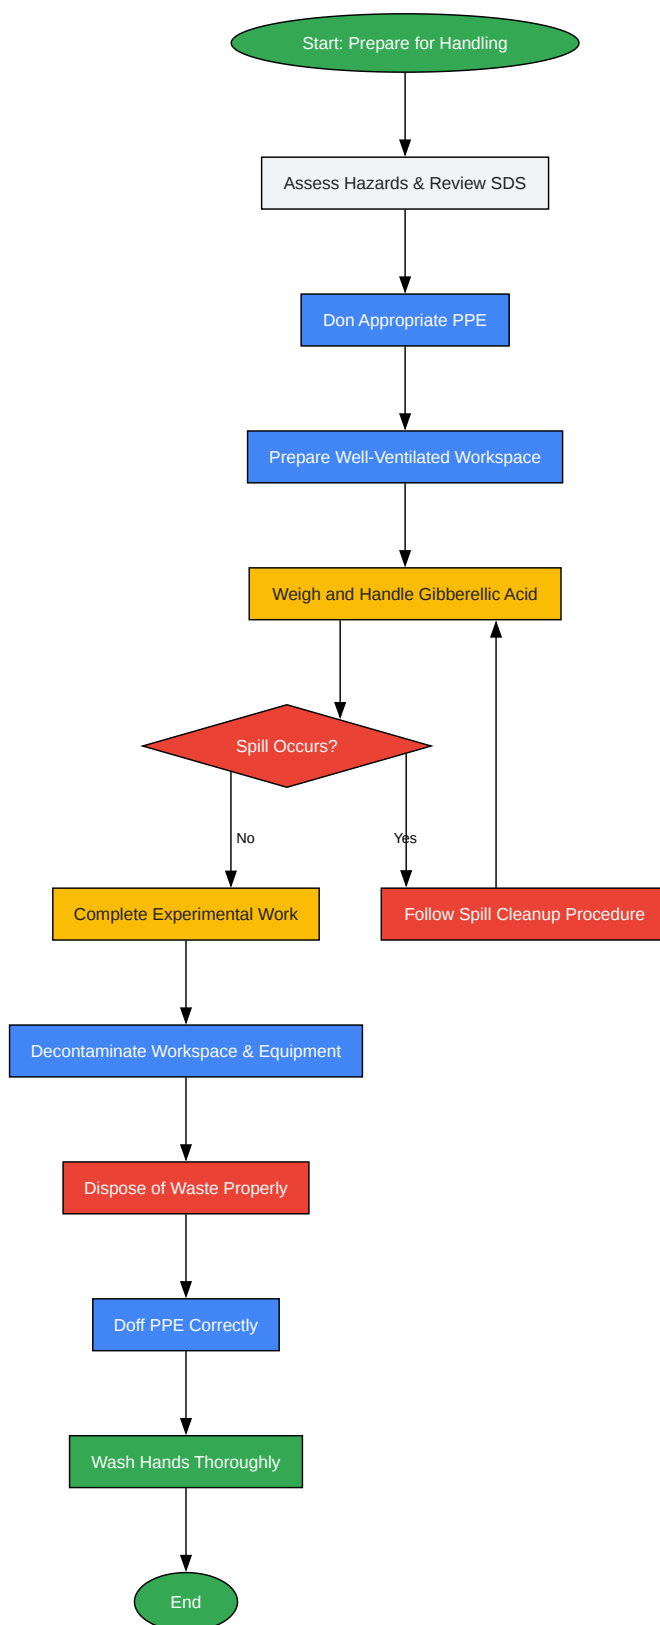 Start: Prepare for Handling
Assess Hazards & Review SDS
Don Appropriate PPE
Prepare Well-Ventilated Workspace
Weigh and Handle Gibberellic Acid
Spill Occurs?
No
Yes
Complete Experimental Work
Follow Spill Cleanup Procedure
Decontaminate Workspace & Equipment
Dispose of Waste Properly
Doff PPE Correctly
Wash Hands Thoroughly
End